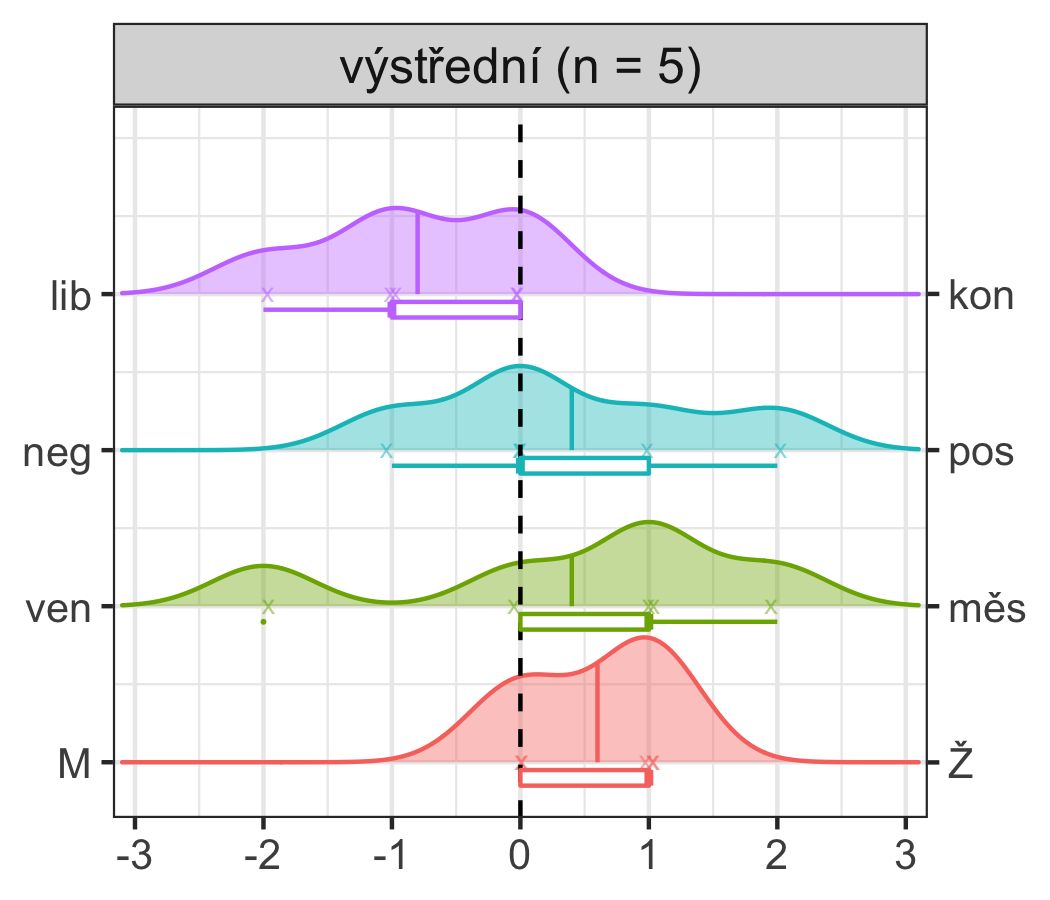 výstřední (n = 5)
lib kon
neg pos
ven měs
M Ž
-3 -2 -1 0 1 2 3